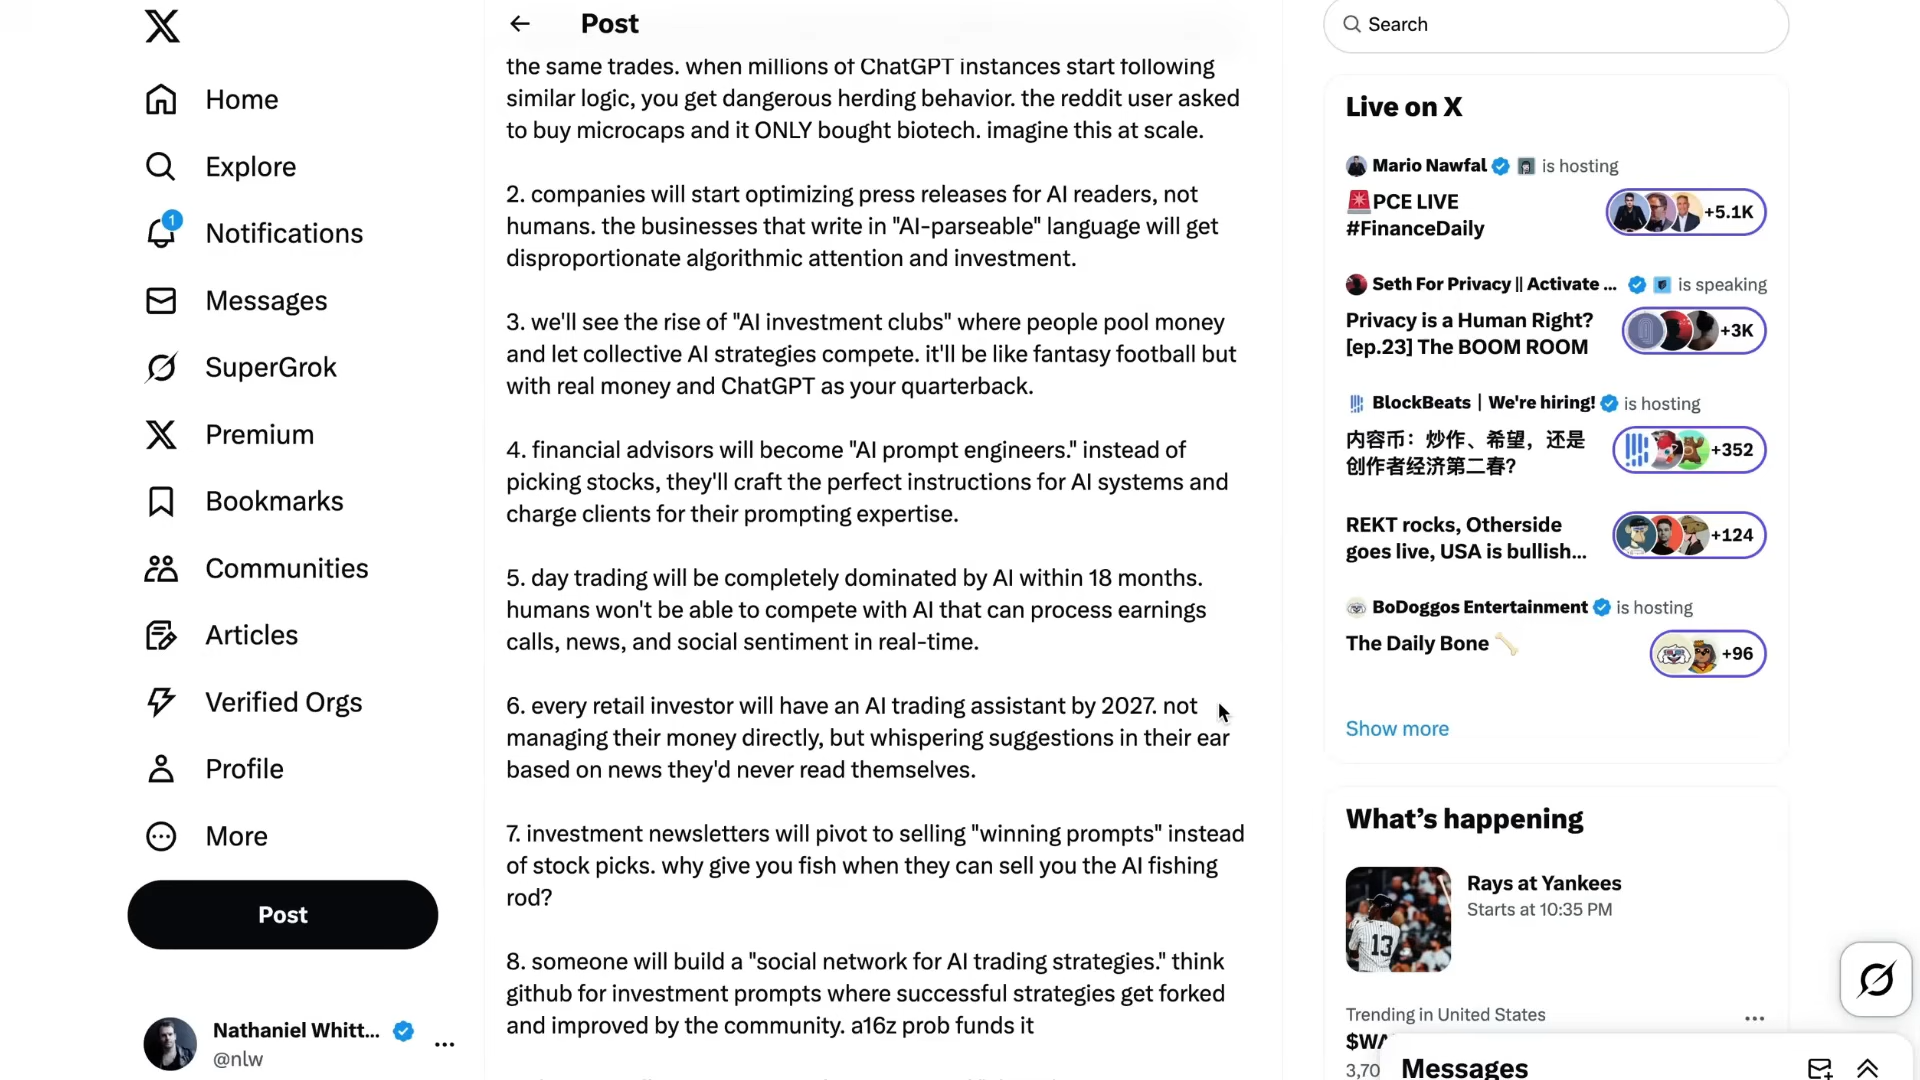 Home
Explore
1
Notifications
Messages
SuperGrok
Premium
Bookmarks
Communities
Articles
Verified Orgs
Profile
More
Post
Nathaniel Whitt...
@nlw
Post
the same trades. when millions of ChatGPT instances start following
similar logic, you get dangerous herding behavior. the reddit user asked
to buy microcaps and it ONLY bought biotech. imagine this at scale.
2. companies will start optimizing press releases for AI readers, not
humans. the businesses that write in "AI-parseable" language will get
disproportionate algorithmic attention and investment.
3. we'll see the rise of "AI investment clubs" where people pool money
and let collective AI strategies compete. it'll be like fantasy football but
with real money and ChatGPT as your quarterback.
4. financial advisors will become "AI prompt engineers." instead of
picking stocks, they'll craft the perfect instructions for AI systems and
charge clients for their prompting expertise.
5. day trading will be completely dominated by AI within 18 months.
humans won't be able to compete with AI that can process earnings
calls, news, and social sentiment in real-time.
6. every retail investor will have an AI trading assistant by 2027. not
managing their money directly, but whispering suggestions in their ear
based on news they'd never read themselves.
7. investment newsletters will pivot to selling "winning prompts" instead
of stock picks. why give you fish when they can sell you the AI fishing
rod?
8. someone will build a "social network for AI trading strategies." think
github for investment prompts where successful strategies get forked
and improved by the community. a16z prob funds it
Search
Live on X
Mario Nawfal is hosting
🚨PCE LIVE
#FinanceDaily
+5.1K
Seth For Privacy || Activate ... is speaking
Privacy is a Human Right?
[ep.23] The BOOM ROOM
+3K
BlockBeats | We're hiring! is hosting
内容币：炒作、希望，还是
创作者经济第二春？
+352
REKT rocks, Otherside
goes live, USA is bullish...
+124
BoDoggos Entertainment is hosting
The Daily Bone 🦴
+96
Show more
What's happening
Rays at Yankees
Starts at 10:35 PM
13
Trending in United States
Messages